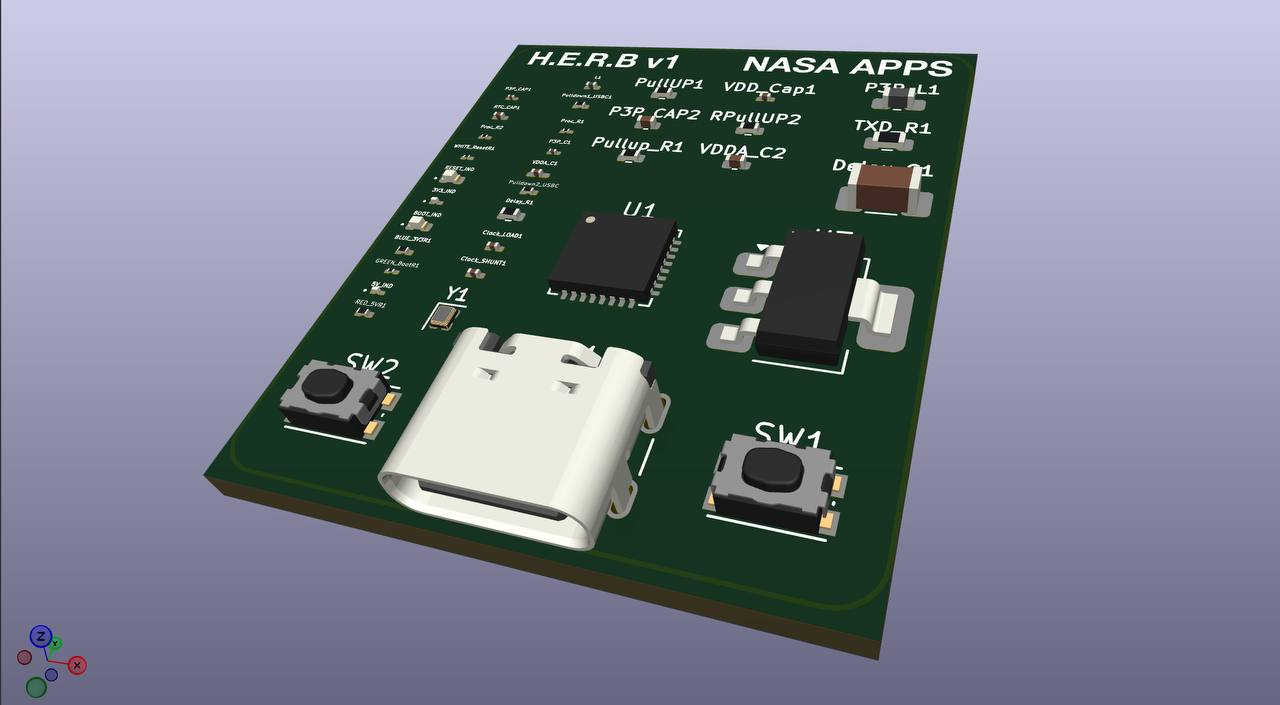 H.E.R.B v1
NASA APPS
L1
PullUP1
VDD_Cap1
P3P_L1
P3P_CAP1
Pulldown1_USBC1
RTC_CAP1
P3P_CAP2
RPullUP2
TXD_R1
Proc_R1
Proc_R2
P3P_C1
Pullup_R1
VDDA_C2
WHITE_ResetR1
VDDA_C1
RESET_IND
Pulldown2_USBC
3V3_IND
Delay_R1
U1
BOOT_IND
Clock_LOAD1
BLUE_3V3R1
Clock_SHUNT1
GREEN_BootR1
5V_IND
RED_5VR1
Y1
SW2
SW1